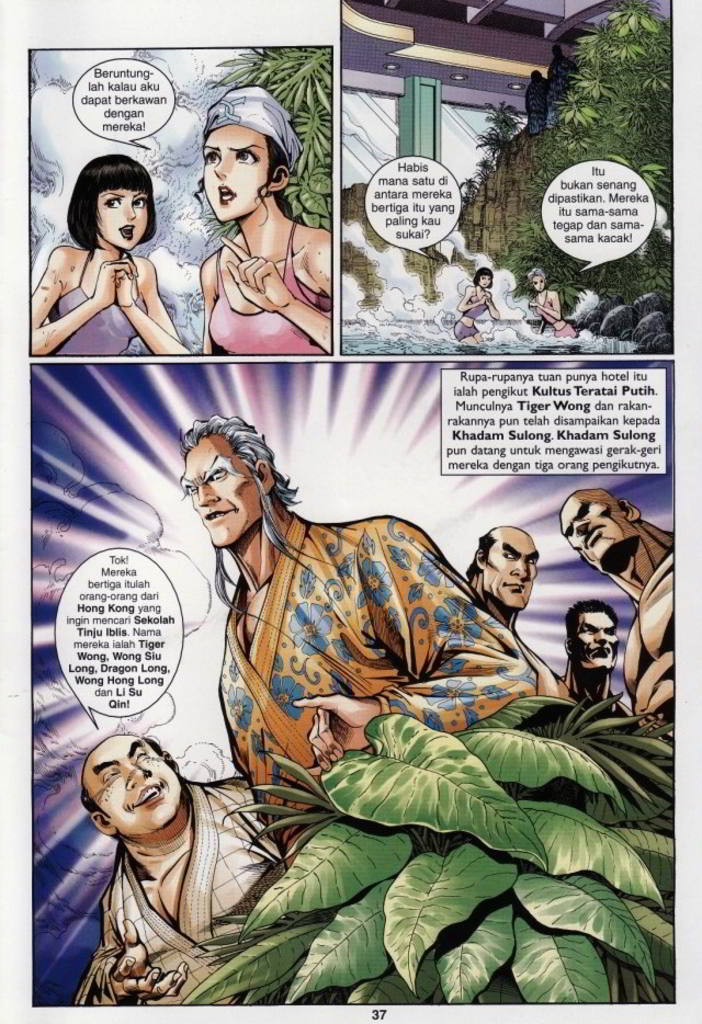 Beruntung-
lah kalau aku
dapat berkawan
dengan
mereka!
Habis
mana satu di
antara mereka
bertiga itu yang
paling kau
sukai?
Itu
bukan senang
dipastikan. Mereka
itu sama-sama
tegap dan sama-
sama kacak!
Rupa-rupanya tuan punya hotel itu
ialah pengikut Kultus Teratai Putih.
Munculnya Tiger Wong dan rakan-
rakannya pun telah disampaikan kepada
Khadam Sulong. Khadam Sulong
pun datang untuk mengawasi gerak-geri
mereka dengan tiga orang pengikutnya.
Tok!
Mereka
bertiga itulah
orang-orang dari
Hong Kong yang
ingin mencari Sekolah
Tinju Iblis. Nama
mereka ialah Tiger
Wong, Wong Siu
Long, Dragon Long,
Wong Hong Long
dan Li Su
Qin!
37